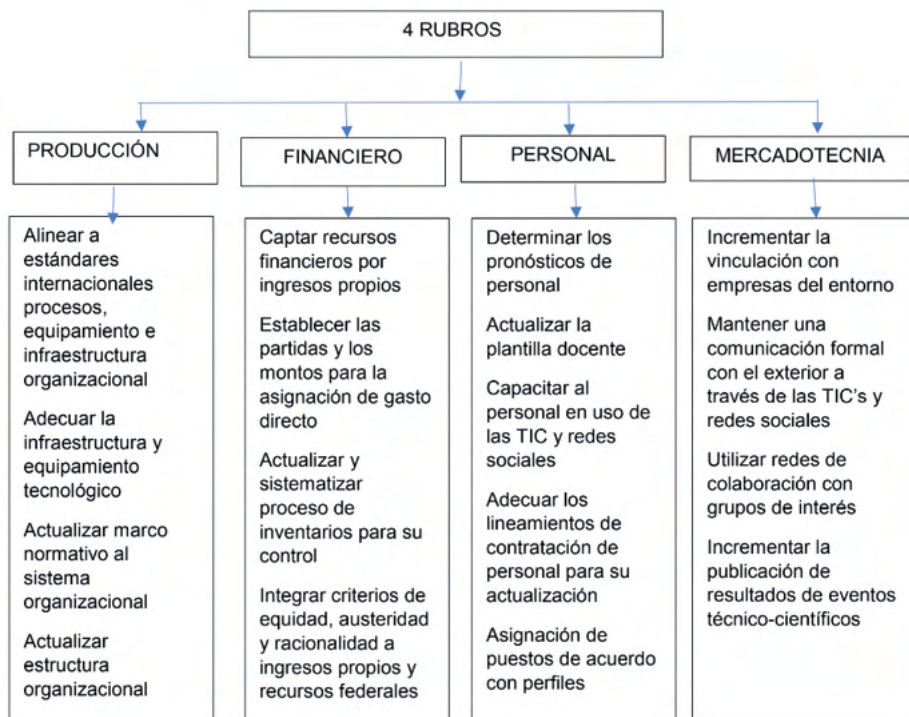 4 RUBROS
PRODUCCIÓN
FINANCIERO
PERSONAL
MERCADOTECNIA
Alinear a
estándares
internacionales
procesos,
equipamiento e
infraestructura
organizacional
Adecuar la
infraestructura y
equipamiento
tecnológico
Actualizar marco
normativo al
sistema
organizacional
Actualizar
estructura
organizacional
Captar recursos
financieros por
ingresos propios
Establecer las
partidas y los
montos para la
asignación de gasto
directo
Actualizar y
sistematizar
proceso de
inventarios para su
control
Integrar criterios de
equidad, austeridad
y racionalidad a
ingresos propios y
recursos federales
Determinar los
pronósticos de
personal
Actualizar la
plantilla docente
Capacitar al
personal en uso de
las TIC y redes
sociales
Adecuar los
lineamientos de
contratación de
personal para su
actualización
Asignación de
puestos de acuerdo
con perfiles
Incrementar la
vinculación con
empresas del entorno
Mantener una
comunicación formal
con el exterior a
través de las TIC's y
redes sociales
Utilizar redes de
colaboración con
grupos de interés
Incrementar la
publicación de
resultados de eventos
técnico-científicos